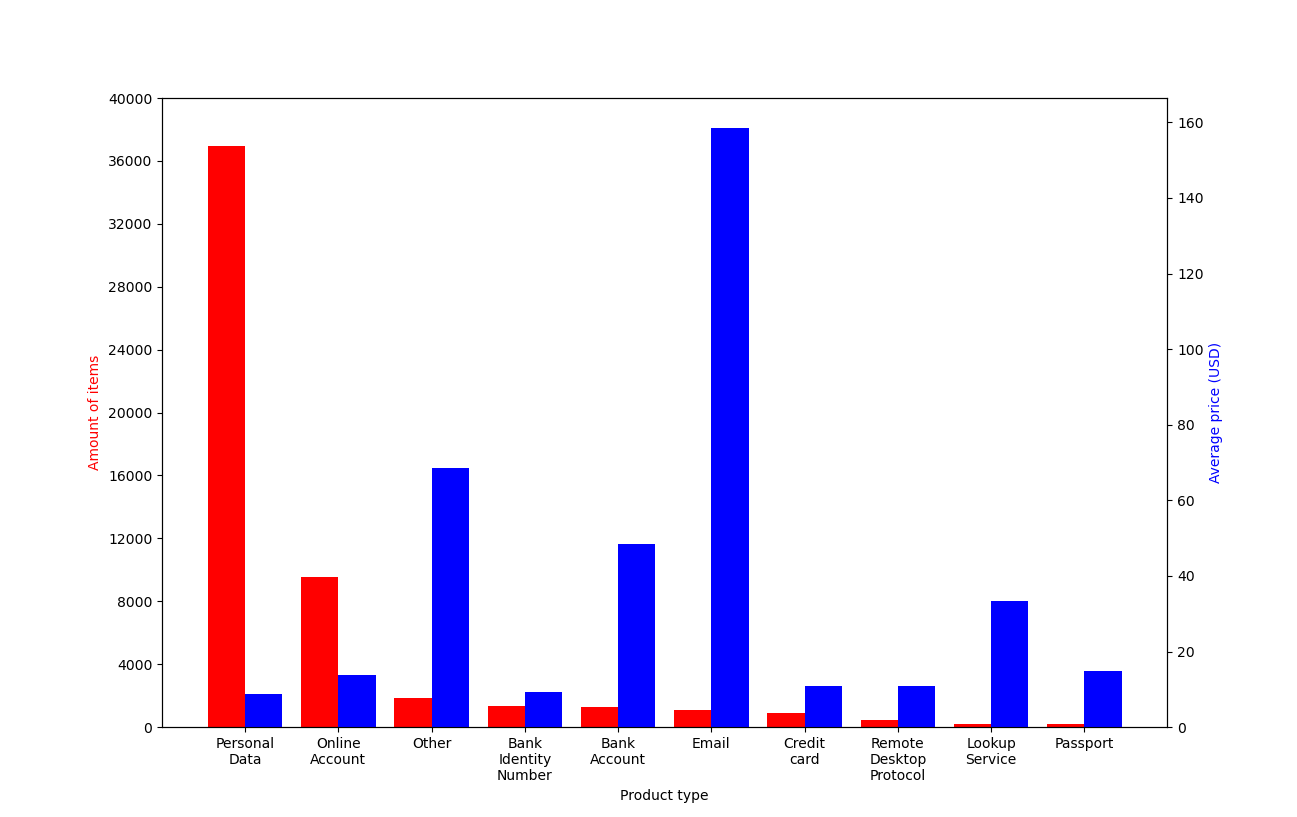 40000
36000
32000
28000
24000
20000
16000
12000
8000
4000
0
Amount of items
160
140
120
100
80
60
40
20
0
Average price (USD)
Personal
Data
Online
Account
Other
Bank
Identity
Number
Bank
Account
Email
Credit
card
Remote
Desktop
Protocol
Lookup
Service
Passport
Product type